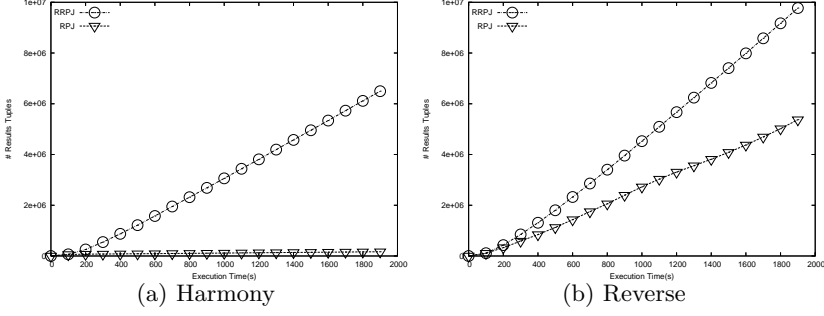 1e+07
RRPJ
RPJ
8e+06
6e+06
4e+06
2e+06
0
# Results Tuples
0 200 400 600 800 1000 1200 1400 1600 1800 2000
Execution Time(s)
(a) Harmony
1e+07
RRPJ
RPJ
8e+06
6e+06
4e+06
2e+06
0
# Results Tuples
0 200 400 600 800 1000 1200 1400 1600 1800 2000
Execution Time(s)
(b) Reverse